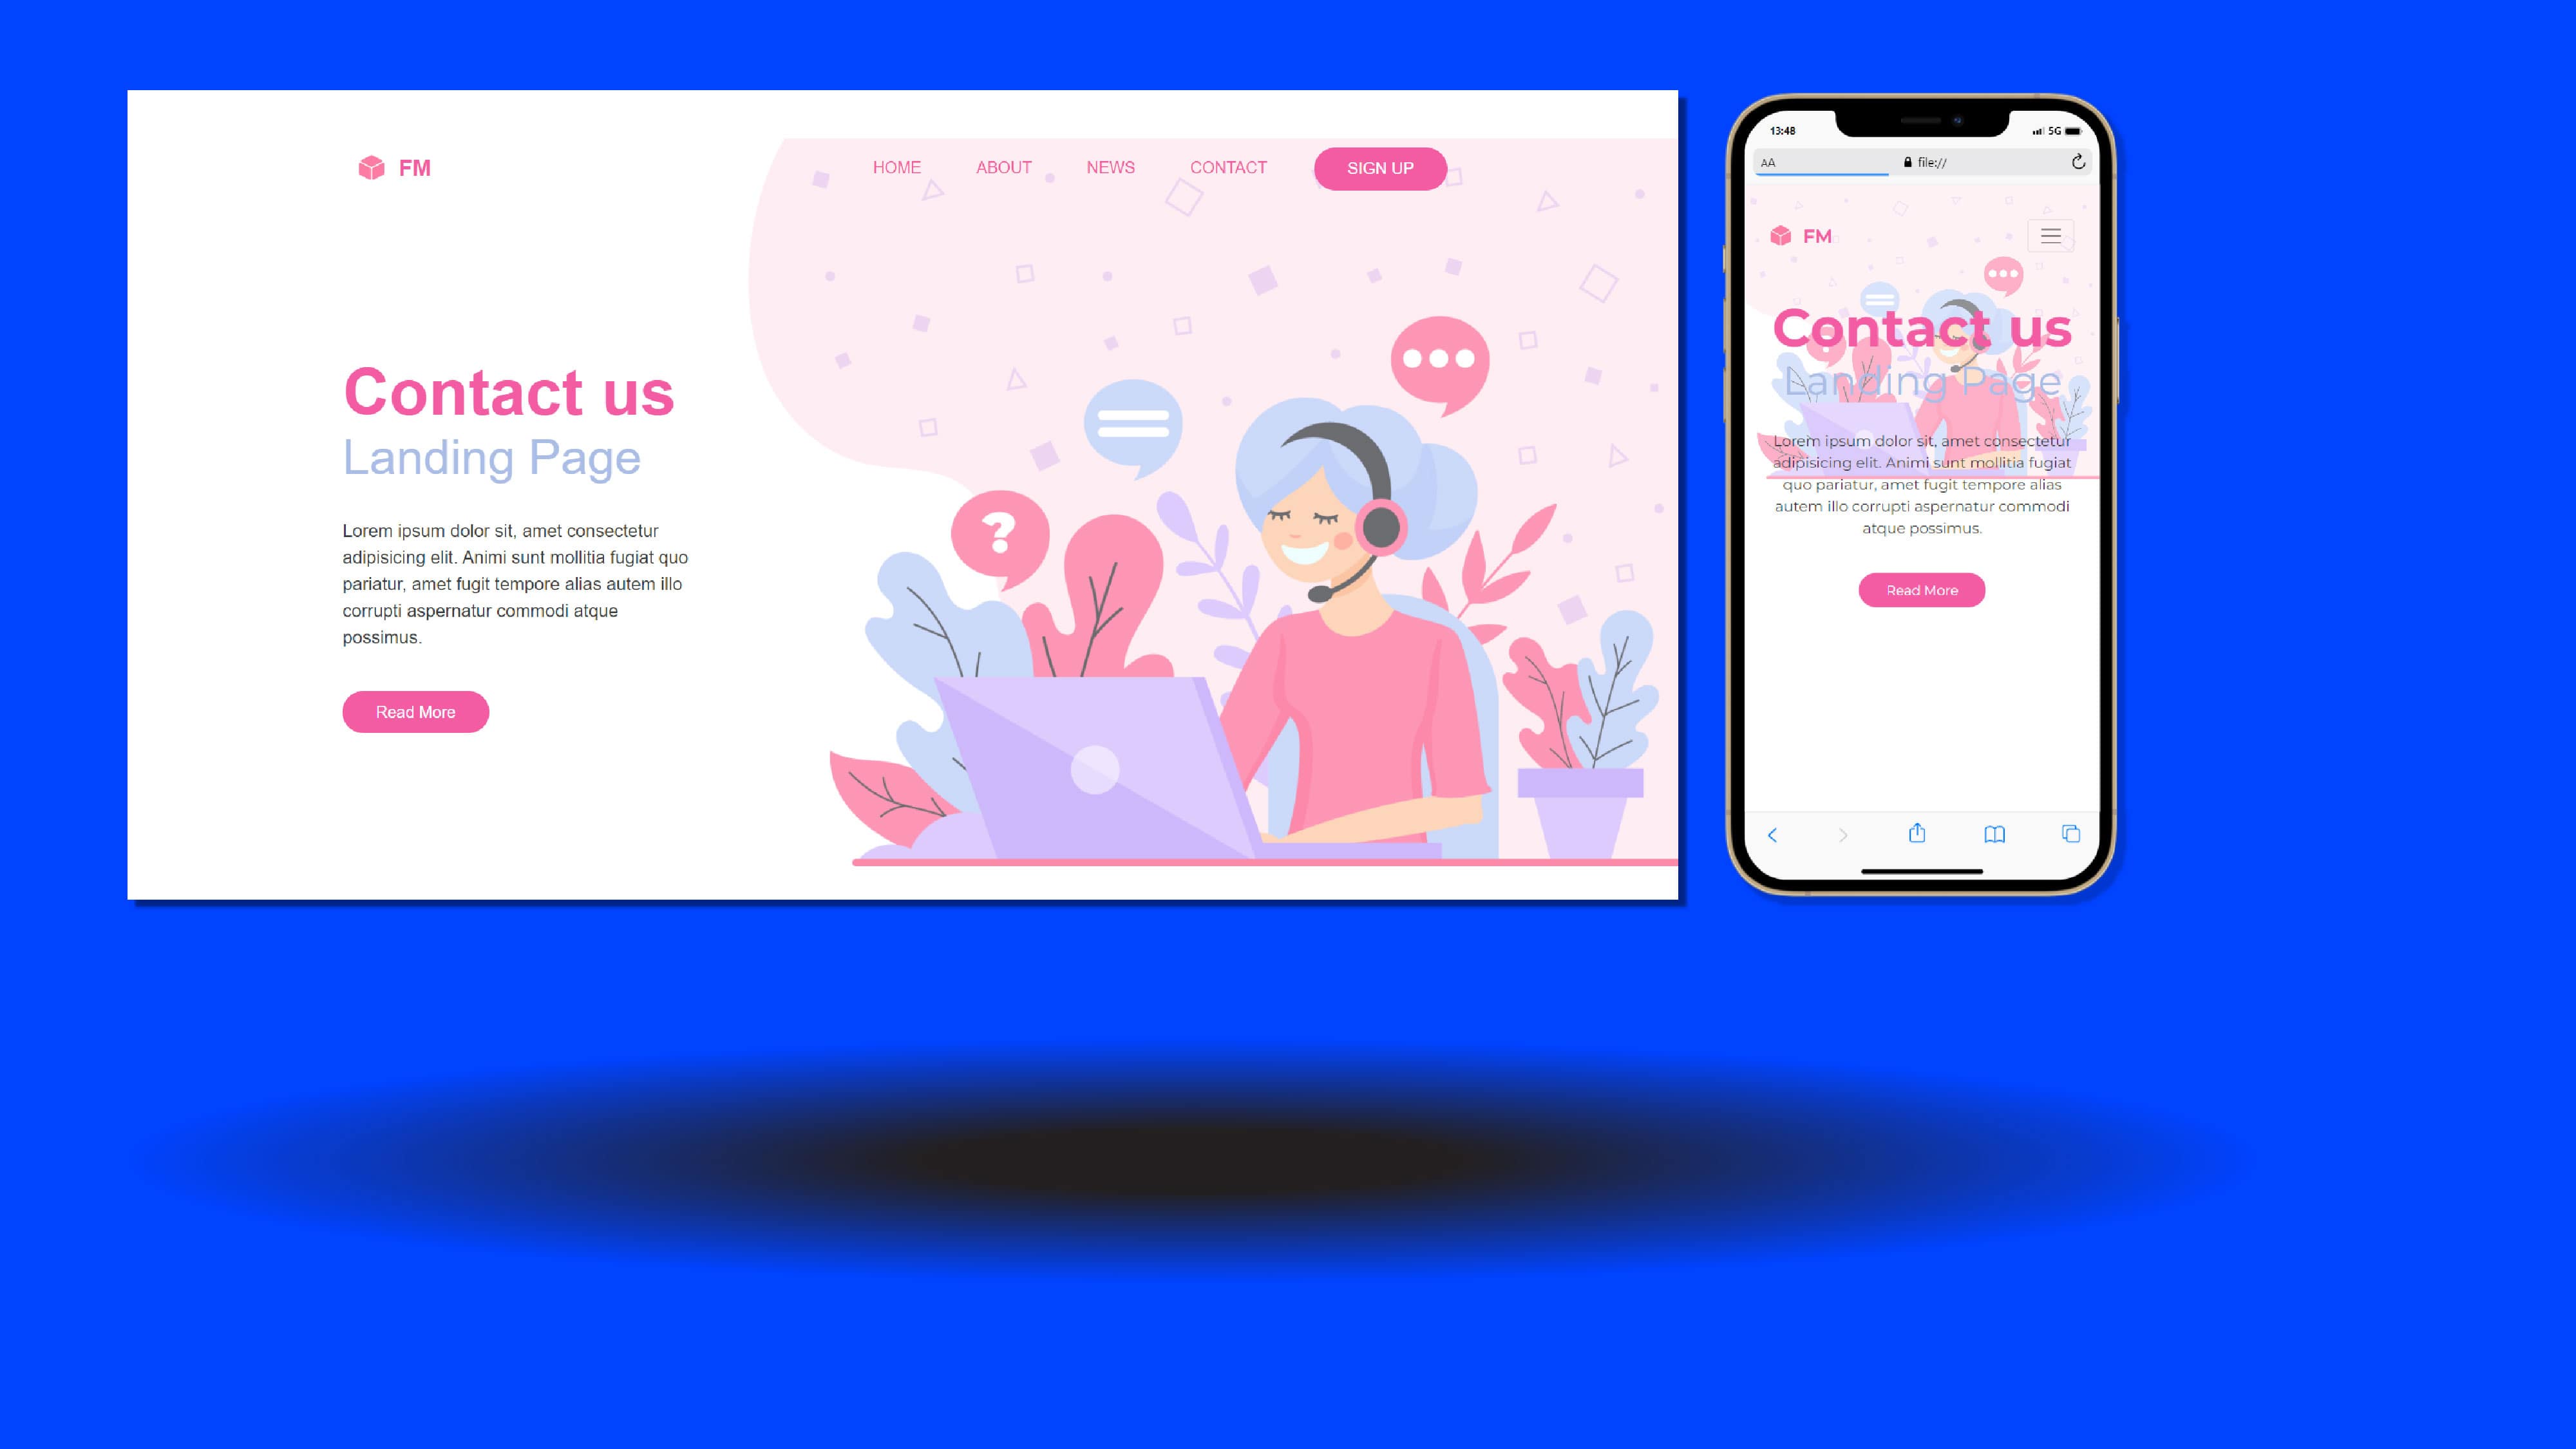 FM
HOME ABOUT NEWS CONTACT SIGN UP
Contact us
Landing Page
Lorem ipsum dolor sit, amet consectetur
adipisicing elit. Animi sunt mollitia fugiat quo
pariatur, amet fugit tempore alias autem illo
corrupti aspernatur commodi atque
possimus.
Read More
?
13:48 5G
AA file://
FM
Contact us
Landing Page
Lorem ipsum dolor sit, amet consectetur
adipisicing elit. Animi sunt mollitia fugiat
quo pariatur, amet fugit tempore alias
autem illo corrupti aspernatur commodi
atque possimus.
Read More